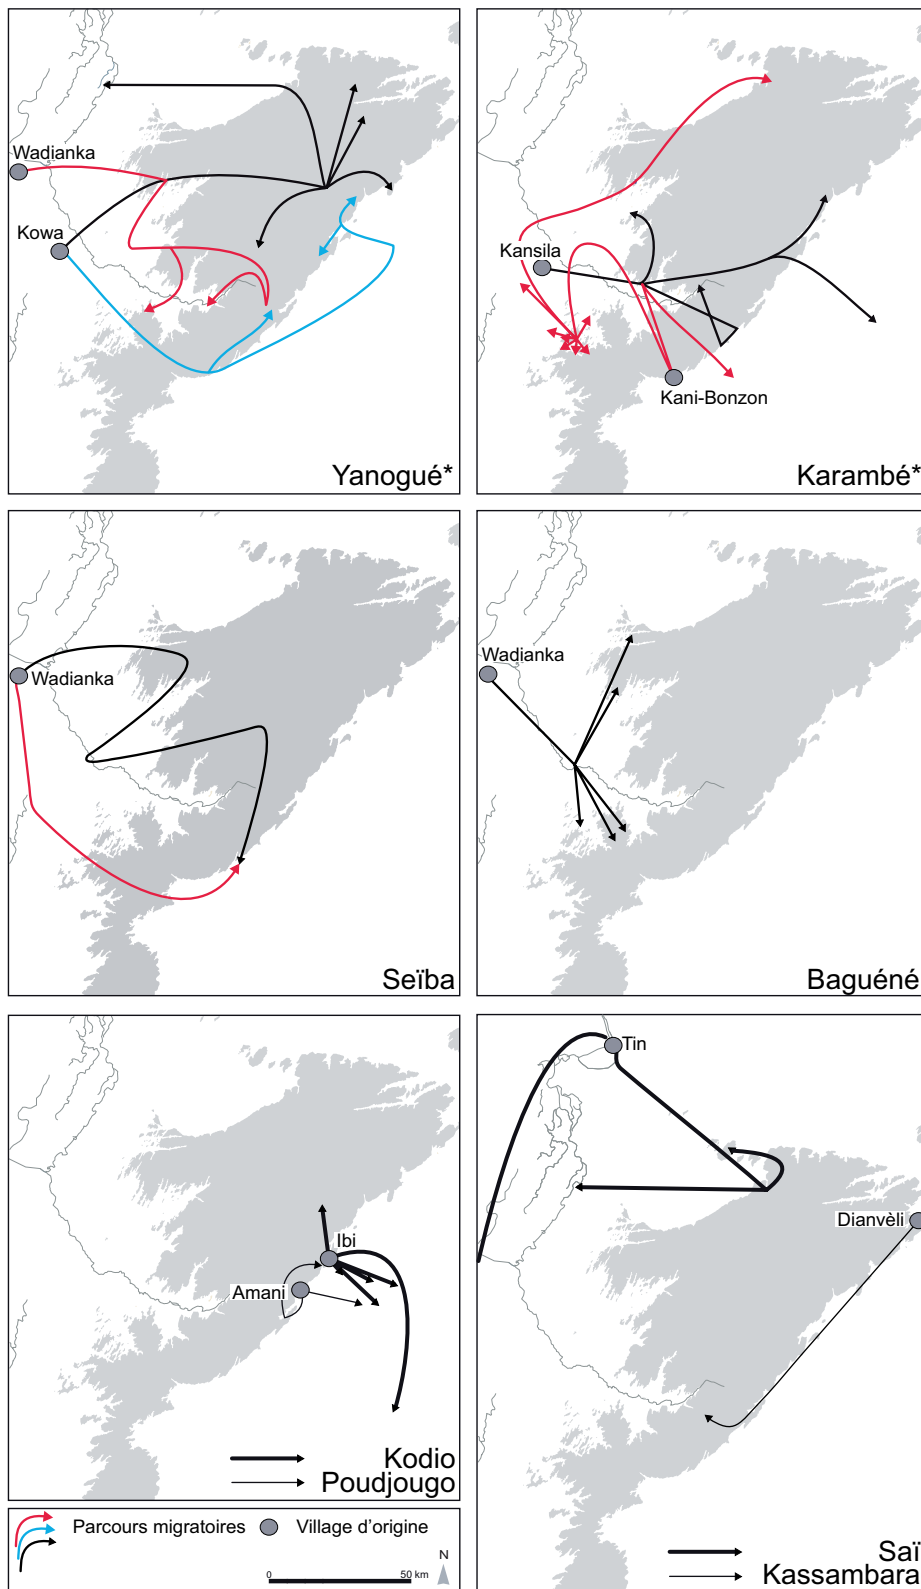 Wadianka
Kowa
Yanogué*
Kansila
Kani-Bonzon
Karambé*
Wadianka
Seïba
Wadianka
Baguéné
Ibi
Amani
Kodio
Poudjougo
Tin
Dianvèli
Saï
Kassambara
Parcours migratoires
Village d'origine
N
0 50 km